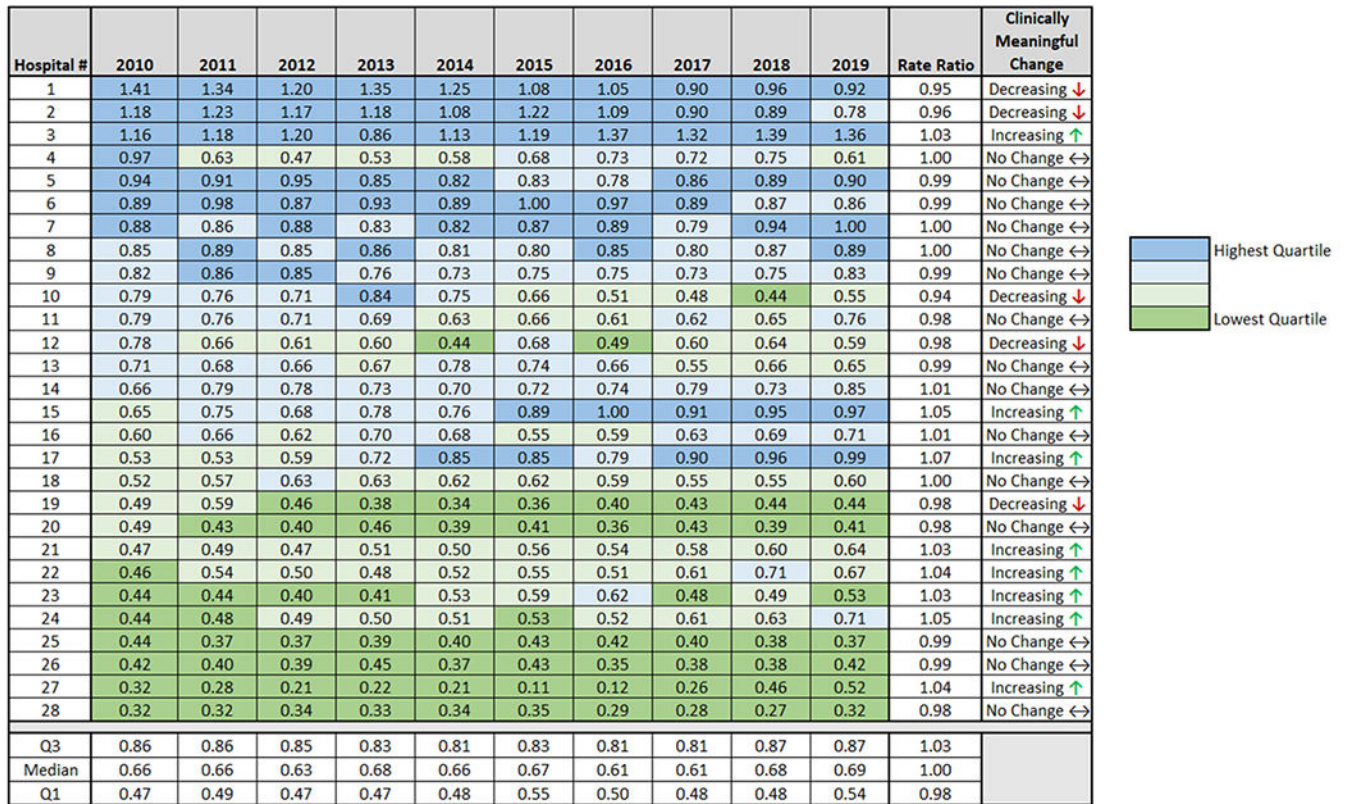 Clinically
Meaningful
Hospital # 2010 2011 2012 2013 2014 2015 2016 2017 2018 2019 Rate Ratio Change
1 1.41 1.34 1.20 1.35 1.25 1.08 1.05 0.90 0.96 0.92 0.95 Decreasing ↓
2 1.18 1.23 1.17 1.18 1.08 1.22 1.09 0.90 0.89 0.78 0.96 Decreasing ↓
3 1.16 1.18 1.20 0.86 1.13 1.19 1.37 1.32 1.39 1.36 1.03 Increasing ↑
4 0.97 0.63 0.47 0.53 0.58 0.68 0.73 0.72 0.75 0.61 1.00 No Change ↔
5 0.94 0.91 0.95 0.85 0.82 0.83 0.78 0.86 0.89 0.90 0.99 No Change ↔
6 0.89 0.98 0.87 0.93 0.89 1.00 0.97 0.89 0.87 0.86 0.99 No Change ↔
7 0.88 0.86 0.88 0.83 0.82 0.87 0.89 0.79 0.94 1.00 1.00 No Change ↔
8 0.85 0.89 0.85 0.86 0.81 0.80 0.85 0.80 0.87 0.89 1.00 No Change ↔
Highest Quartile
9 0.82 0.86 0.85 0.76 0.73 0.75 0.75 0.73 0.75 0.83 0.99 No Change ↔
10 0.79 0.76 0.71 0.84 0.75 0.66 0.51 0.48 0.44 0.55 0.94 Decreasing ↓
11 0.79 0.76 0.71 0.69 0.63 0.66 0.61 0.62 0.65 0.76 0.98 No Change ↔
Lowest Quartile
12 0.78 0.66 0.61 0.60 0.44 0.68 0.49 0.60 0.64 0.59 0.98 Decreasing ↓
13 0.71 0.68 0.66 0.67 0.78 0.74 0.66 0.55 0.66 0.65 0.99 No Change ↔
14 0.66 0.79 0.78 0.73 0.70 0.72 0.74 0.79 0.73 0.85 1.01 No Change ↔
15 0.65 0.75 0.68 0.78 0.76 0.89 1.00 0.91 0.95 0.97 1.05 Increasing ↑
16 0.60 0.66 0.62 0.70 0.68 0.55 0.59 0.63 0.69 0.71 1.01 No Change ↔
17 0.53 0.53 0.59 0.72 0.85 0.85 0.79 0.90 0.96 0.99 1.07 Increasing ↑
18 0.52 0.57 0.63 0.63 0.62 0.62 0.59 0.55 0.55 0.60 1.00 No Change ↔
19 0.49 0.59 0.46 0.38 0.34 0.36 0.40 0.43 0.44 0.44 0.98 Decreasing ↓
20 0.49 0.43 0.40 0.46 0.39 0.41 0.36 0.43 0.39 0.41 0.98 No Change ↔
21 0.47 0.49 0.47 0.51 0.50 0.56 0.54 0.58 0.60 0.64 1.03 Increasing ↑
22 0.46 0.54 0.50 0.48 0.52 0.55 0.51 0.61 0.71 0.67 1.04 Increasing ↑
23 0.44 0.44 0.40 0.41 0.53 0.59 0.62 0.48 0.49 0.53 1.03 Increasing ↑
24 0.44 0.48 0.49 0.50 0.51 0.53 0.52 0.61 0.63 0.71 1.05 Increasing ↑
25 0.44 0.37 0.37 0.39 0.40 0.43 0.42 0.40 0.38 0.37 0.99 No Change ↔
26 0.42 0.40 0.39 0.45 0.37 0.43 0.35 0.38 0.38 0.42 0.99 No Change ↔
27 0.32 0.28 0.21 0.22 0.21 0.11 0.12 0.26 0.46 0.52 1.04 Increasing ↑
28 0.32 0.32 0.34 0.33 0.34 0.35 0.29 0.28 0.27 0.32 0.98 No Change ↔
Q3 0.86 0.86 0.85 0.83 0.81 0.83 0.81 0.81 0.87 0.87 1.03
Median 0.66 0.66 0.63 0.68 0.66 0.67 0.61 0.61 0.68 0.69 1.00
Q1 0.47 0.49 0.47 0.47 0.48 0.55 0.50 0.48 0.48 0.54 0.98